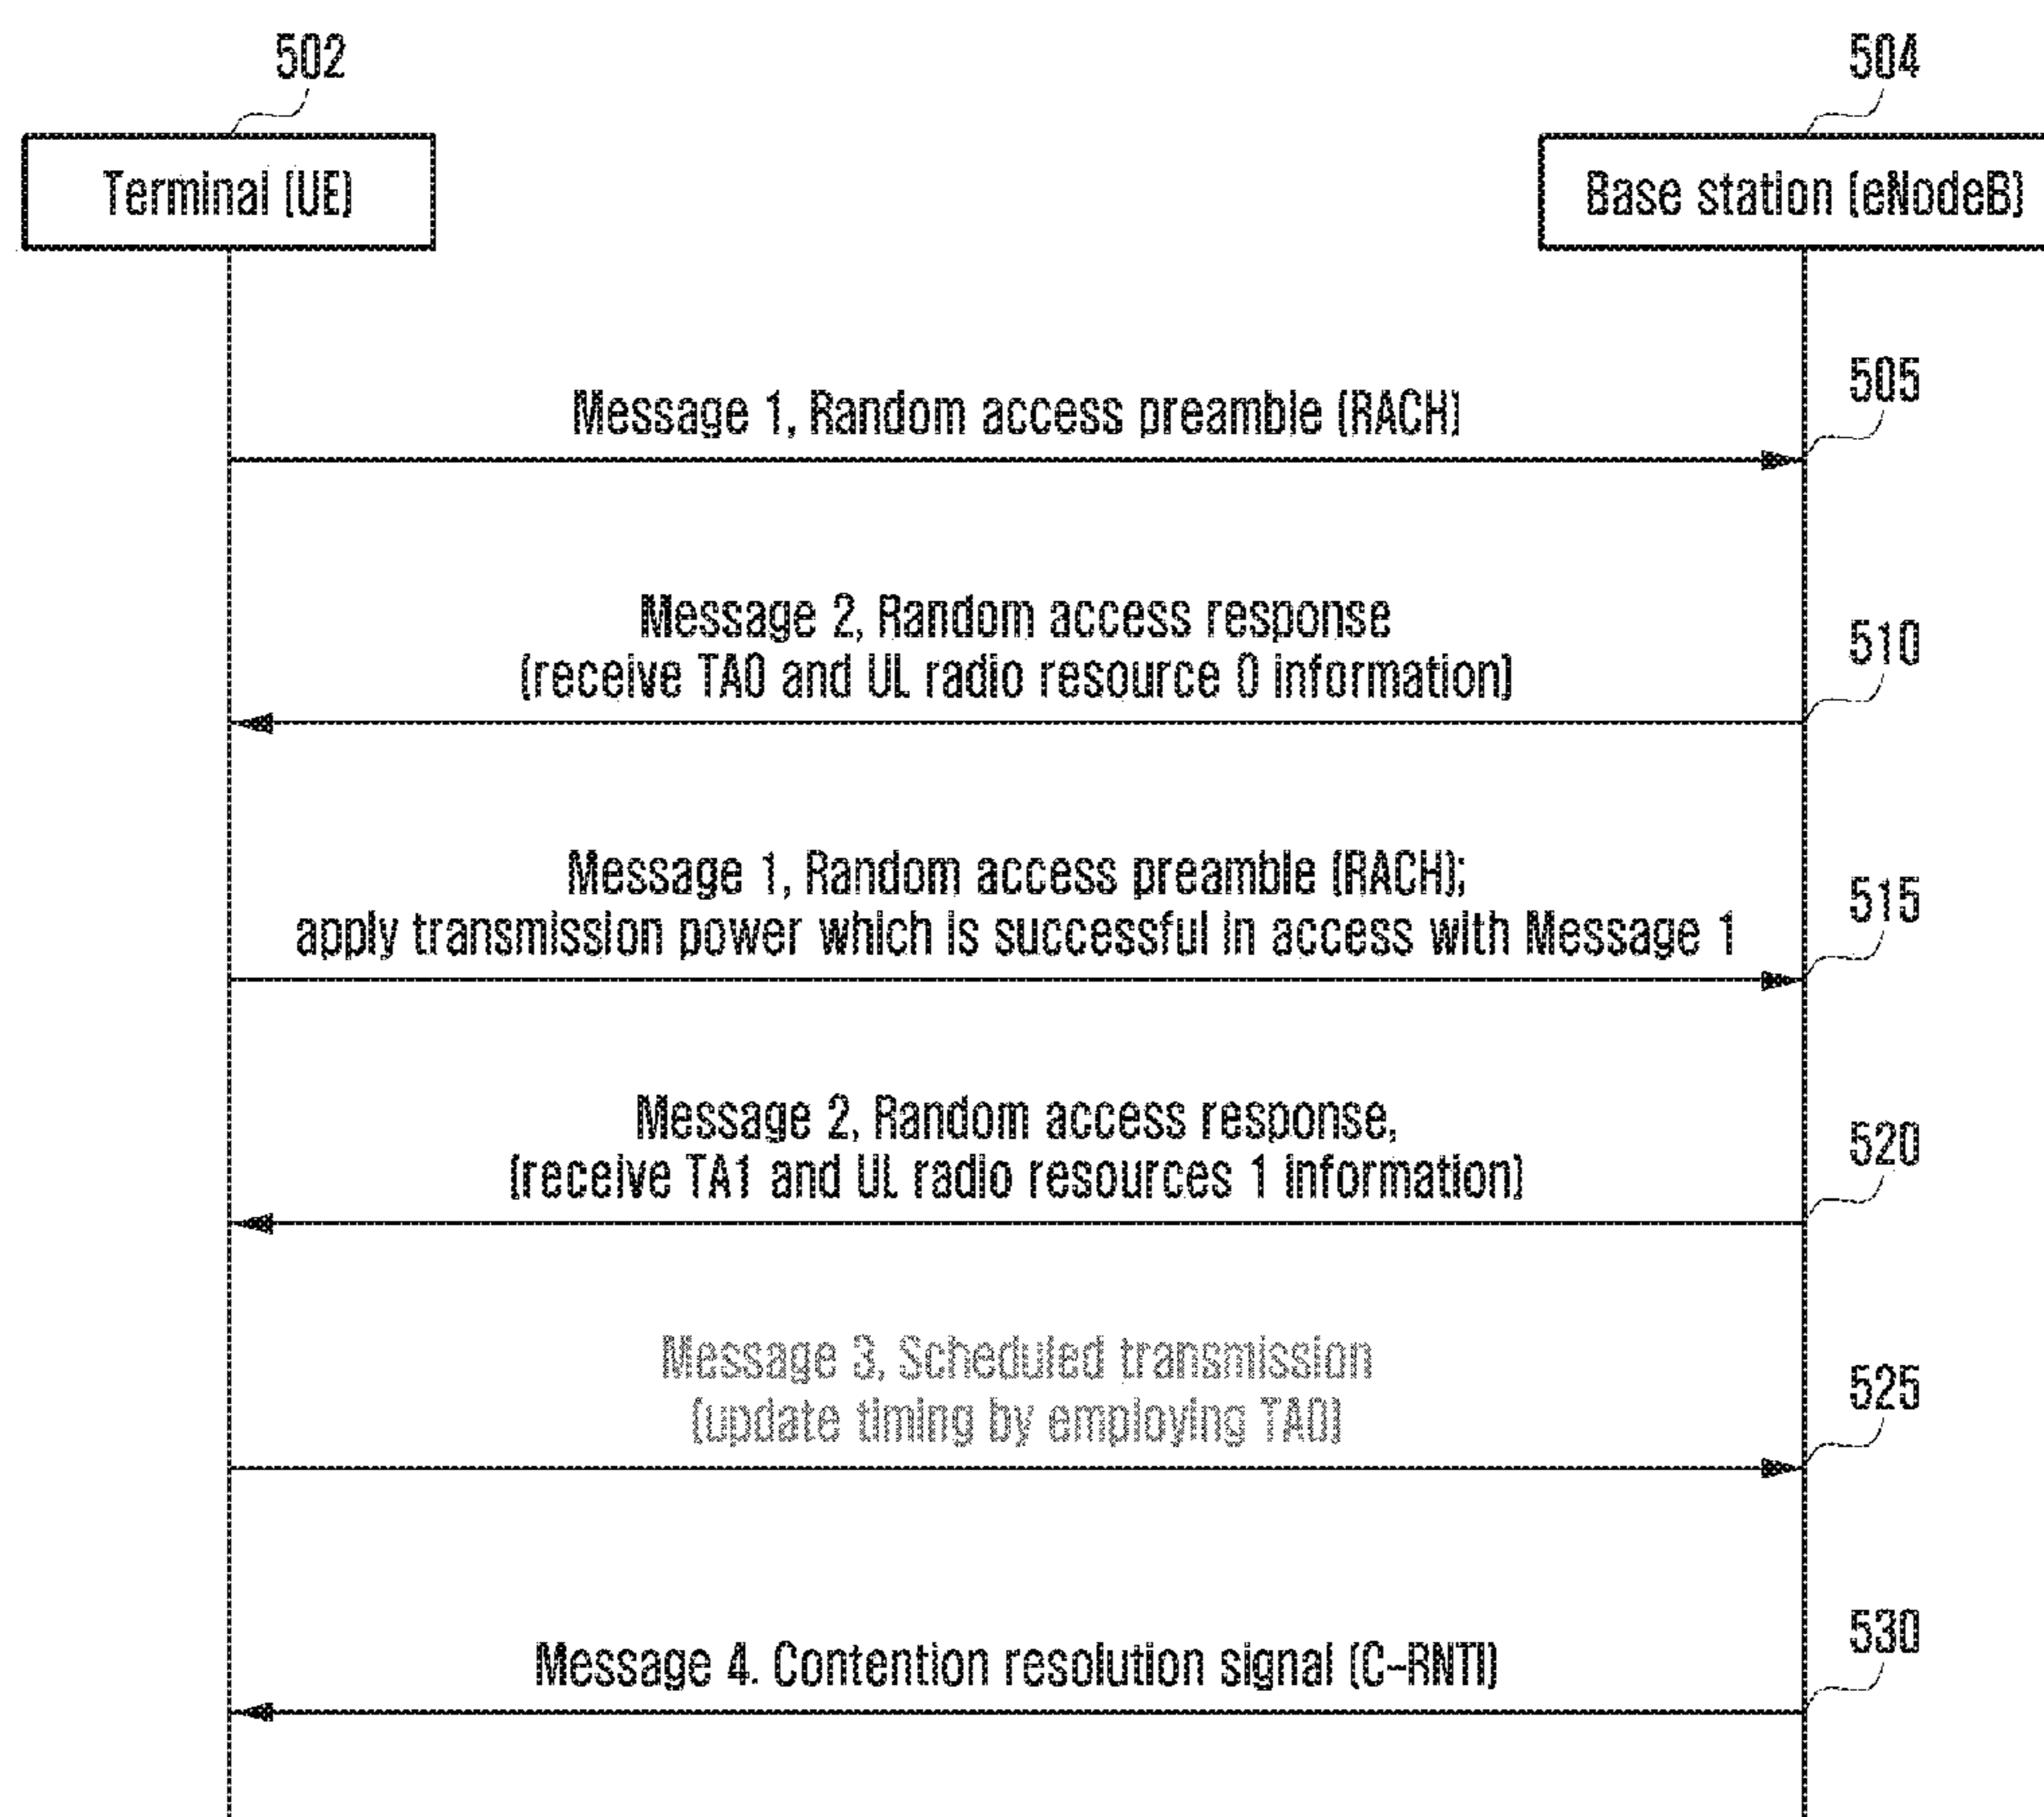 502
504
Terminal (UE)
Base station (eNodeB)
505
Message 1, Random access preamble (RACH)
Message 2, Random access response
510
(receive TA0 and UL radio resource 0 information)
Message 1, Random access preamble (RACH);
515
apply transmission power which is successful in access with Message 1
Message 2, Random access response,
520
(receive TA1 and UL radio resources 1 information)
Message 3, Scheduled transmission
525
(update timing by employing TA0)
530
Message 4. Contention resolution signal (C-RNTI)